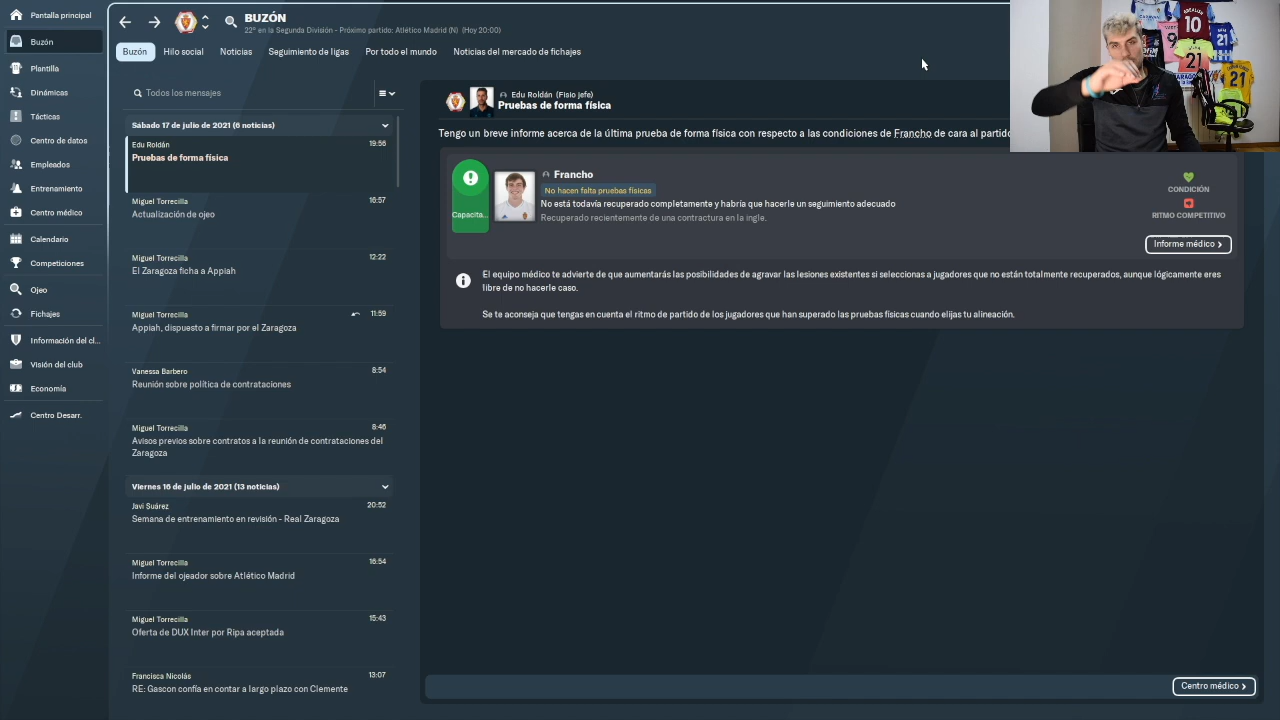 Pantalla principal
Buzón
Plantilla
Dinámicas
Tácticas
Centro de datos
Empleados
Entrenamiento
Centro médico
Calendario
Competiciones
Ojeo
Fichajes
Información del cl...
Visión del club
Economía
Centro Desarr.
BUZÓN
22º en la Segunda División - Próximo partido: Atlético Madrid (N) (Hoy 20:00)
Buzón Hilo social Noticias Seguimiento de ligas Por todo el mundo Noticias del mercado de fichajes
Todos los mensajes
Sábado 17 de julio de 2021 (6 noticias)
Edu Roldán 19:56
Pruebas de forma física
Miguel Torrecilla 16:57
Actualización de ojeo
Miguel Torrecilla 12:22
El Zaragoza ficha a Appiah
Miguel Torrecilla 11:59
Appiah, dispuesto a firmar por el Zaragoza
Vanessa Barbero 8:54
Reunión sobre política de contrataciones
Miguel Torrecilla 8:46
Avisos previos sobre contratos a la reunión de contrataciones del
Zaragoza
Viernes 16 de julio de 2021 (13 noticias)
Javi Suárez 20:52
Semana de entrenamiento en revisión - Real Zaragoza
Miguel Torrecilla 16:54
Informe del ojeador sobre Atlético Madrid
Miguel Torrecilla 15:43
Oferta de DUX Inter por Ripa aceptada
Francisca Nicolás 13:07
RE: Gascon confía en contar a largo plazo con Clemente
Edu Roldán (Fisio jefe)
Pruebas de forma física
Tengo un breve informe acerca de la última prueba de forma física con respecto a las condiciones de Francho de cara al partido
Capacita...
Francho
No hacen falta pruebas físicas
No está todavía recuperado completamente y habría que hacerle un seguimiento adecuado
Recuperado recientemente de una contractura en la ingle.
CONDICIÓN
RITMO COMPETITIVO
Informe médico
El equipo médico te advierte de que aumentarás las posibilidades de agravar las lesiones existentes si seleccionas a jugadores que no están totalmente recuperados, aunque lógicamente eres
libre de no hacerle caso.
Se te aconseja que tengas en cuenta el ritmo de partido de los jugadores que han superado las pruebas físicas cuando elijas tu alineación.
Centro médico
10
21
21
21